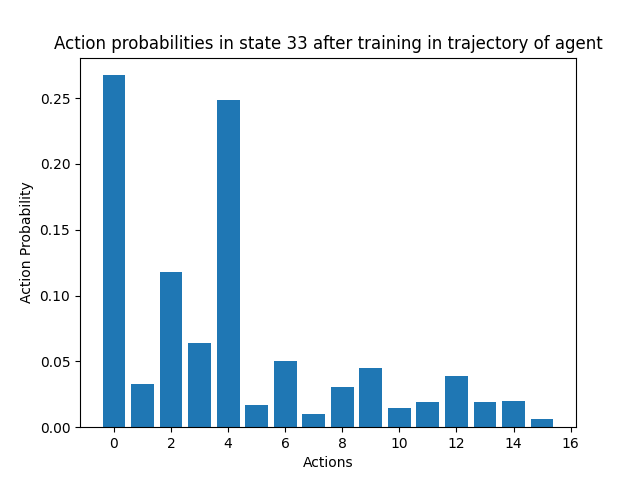 Action probabilities in state 33 after training in trajectory of agent
0.25
0.20
0.15
0.10
0.05
0.00
Action Probability
0 2 4 6 8 10 12 14 16
Actions